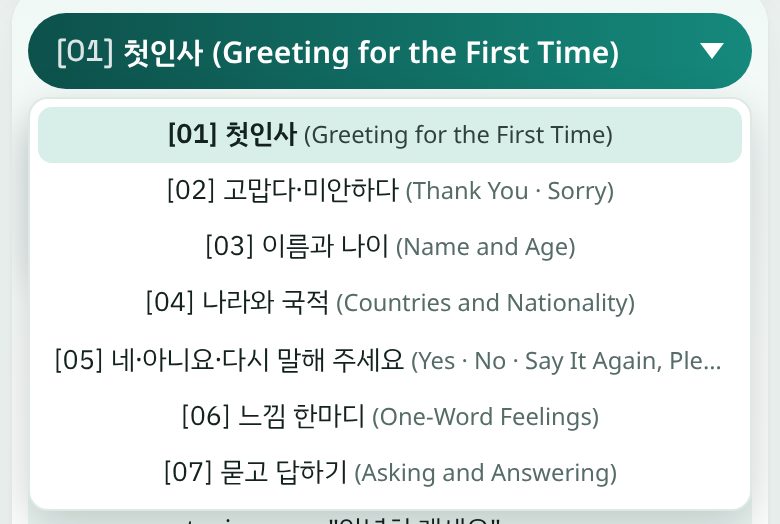 [01] 첫인사 (Greeting for the First Time)
[01] 첫인사 (Greeting for the First Time)
[02] 고맙다·미안하다 (Thank You · Sorry)
[03] 이름과 나이 (Name and Age)
[04] 나라와 국적 (Countries and Nationality)
[05] 네·아니요·다시 말해 주세요 (Yes · No · Say It Again, Ple...
[06] 느낌 한마디 (One-Word Feelings)
[07] 묻고 답하기 (Asking and Answering)